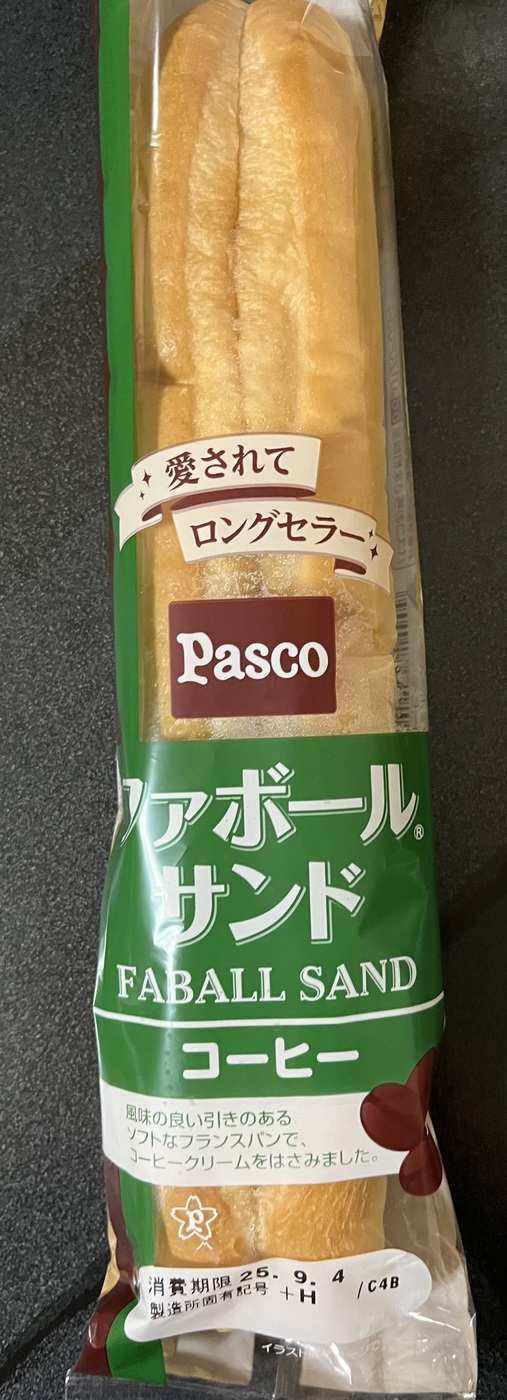 愛されて
ロングセラー
Pasco
ファボール®
サンド
FABALL SAND
コーヒー
風味の良い引きのある
ソフトなフランスパンで、
コーヒークリームをはさみました。
P
消費期限 25. 9. 4
製造所固有記号 +H /C4B
イラスト